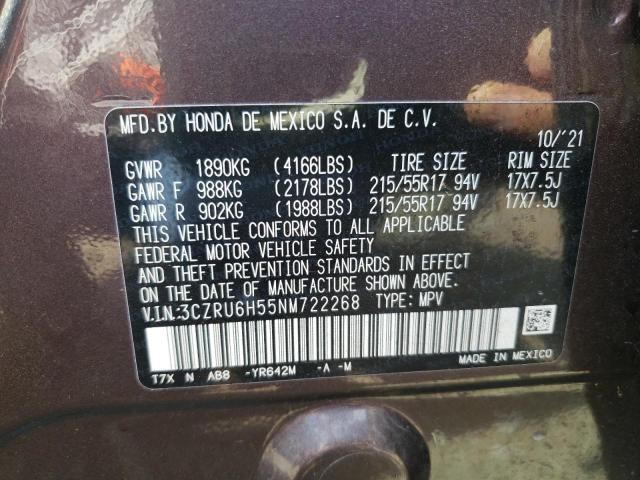 MFD.BY HONDA DE MEXICO S.A. DE C.V.
10/'21
GVWR 1890KG (4166LBS) TIRE SIZE RIM SIZE
GAWR F 988KG (2178LBS) 215/55R17 94V 17X7.5J
GAWR R 902KG (1988LBS) 215/55R17 94V 17X7.5J
THIS VEHICLE CONFORMS TO ALL APPLICABLE
FEDERAL MOTOR VEHICLE SAFETY
AND THEFT PREVENTION STANDARDS IN EFFECT
ON THE DATE OF MANUFACTURE SHOWN ABOVE.
V.I.N.:3CZRU6H55NM722268 TYPE: MPV
T7X N AB8 -YR642M -A -M
MADE IN MEXICO